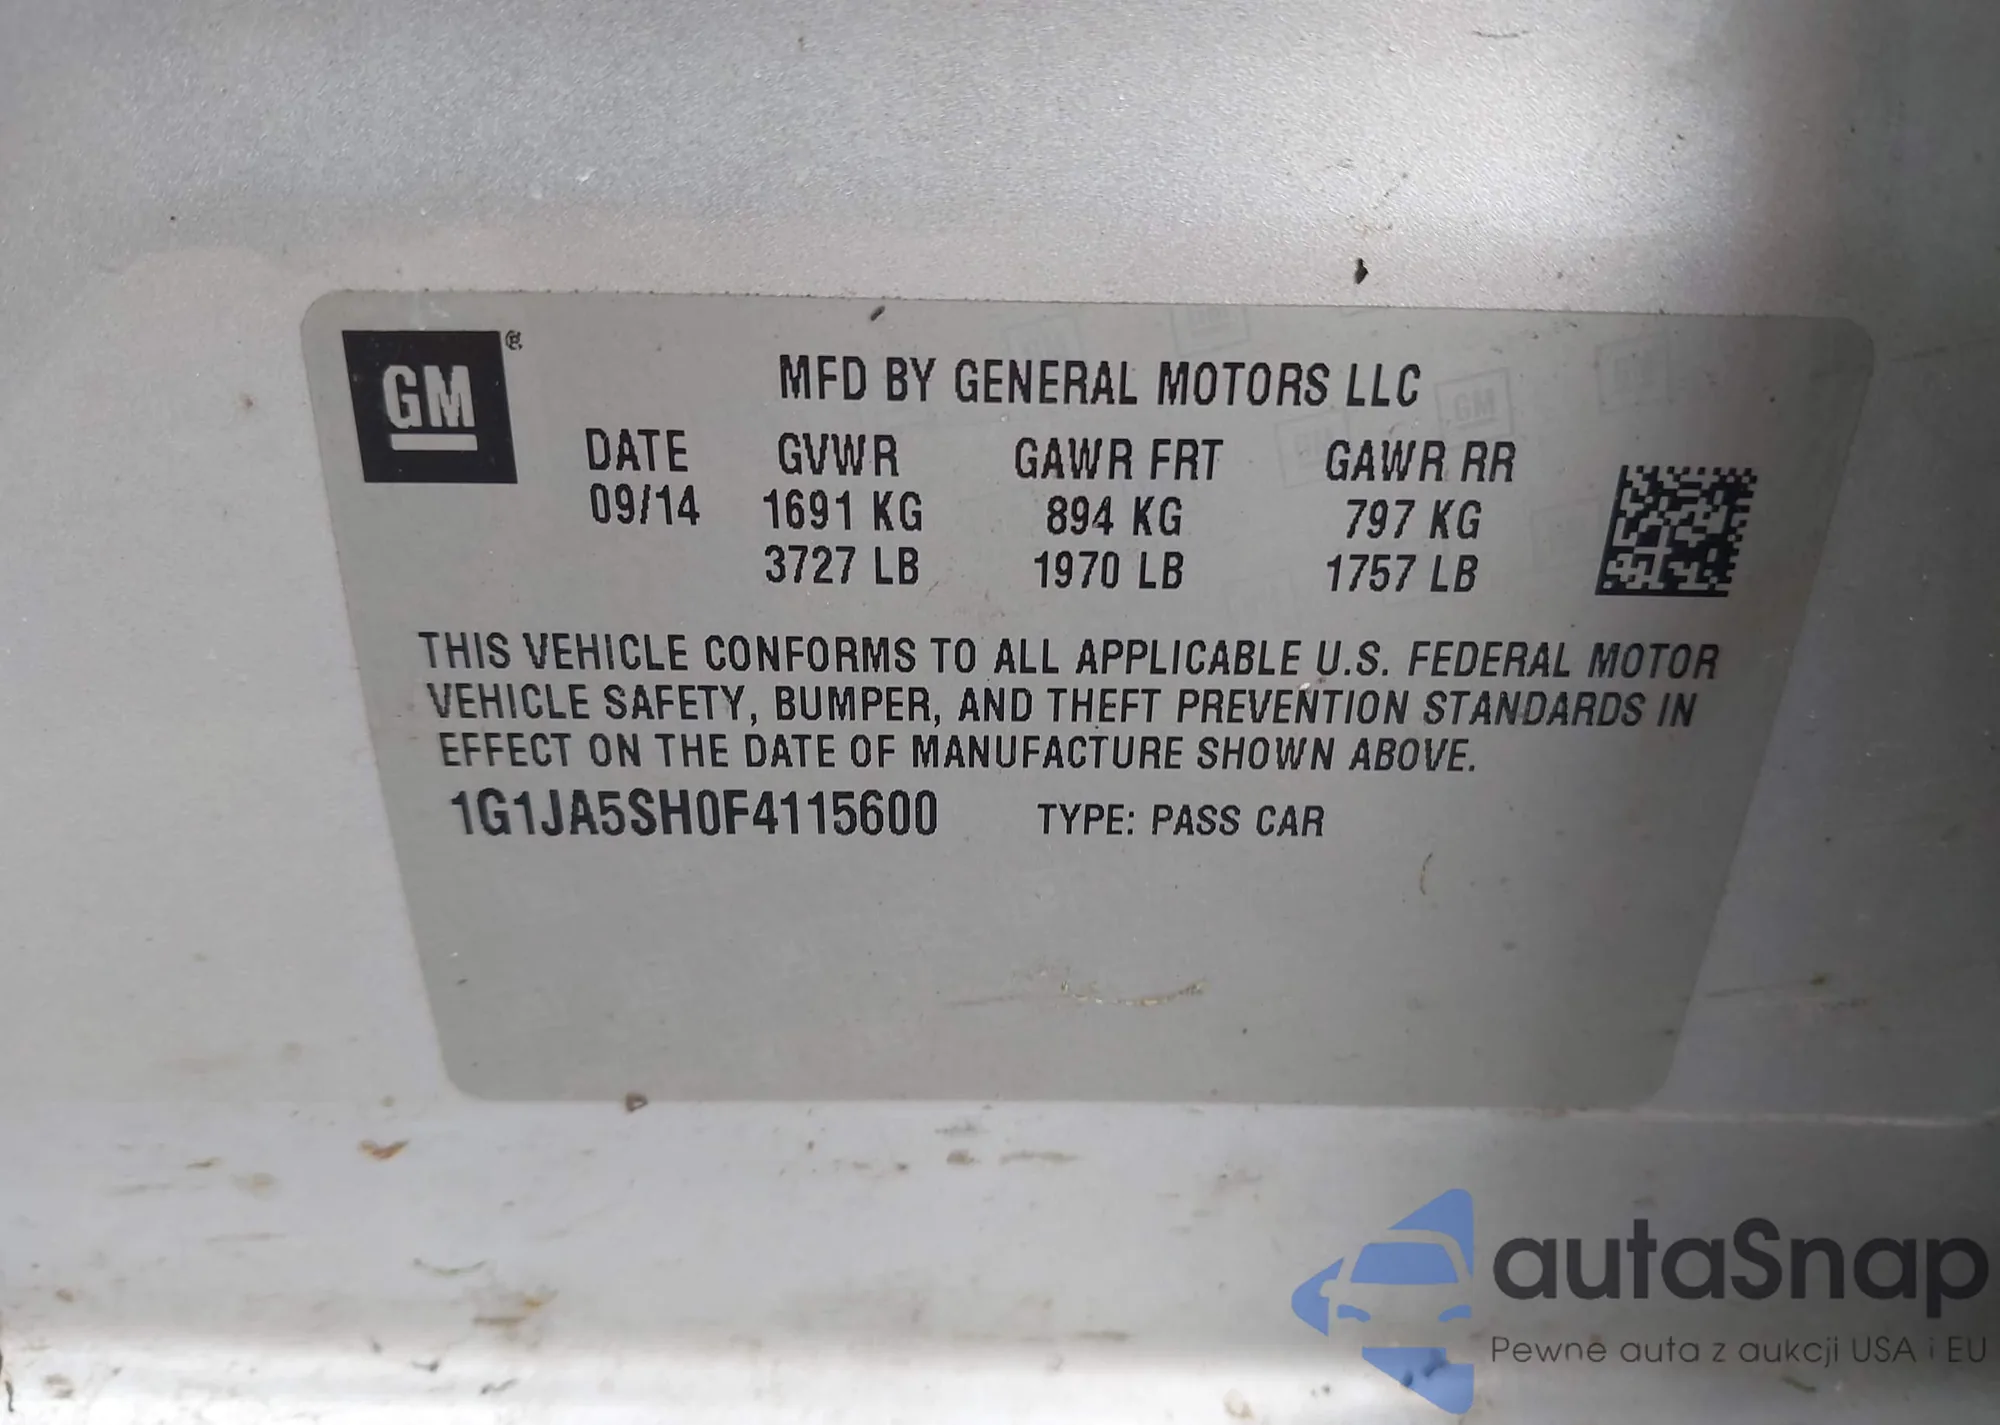 GM ®
MFD BY GENERAL MOTORS LLC
DATE GVWR GAWR FRT GAWR RR
09/14 1691 KG 894 KG 797 KG
3727 LB 1970 LB 1757 LB
THIS VEHICLE CONFORMS TO ALL APPLICABLE U.S. FEDERAL MOTOR
VEHICLE SAFETY, BUMPER, AND THEFT PREVENTION STANDARDS IN
EFFECT ON THE DATE OF MANUFACTURE SHOWN ABOVE.
1G1JA5SH0F4115600 TYPE: PASS CAR
autaSnap
Pewne auta z aukcji USA i EU